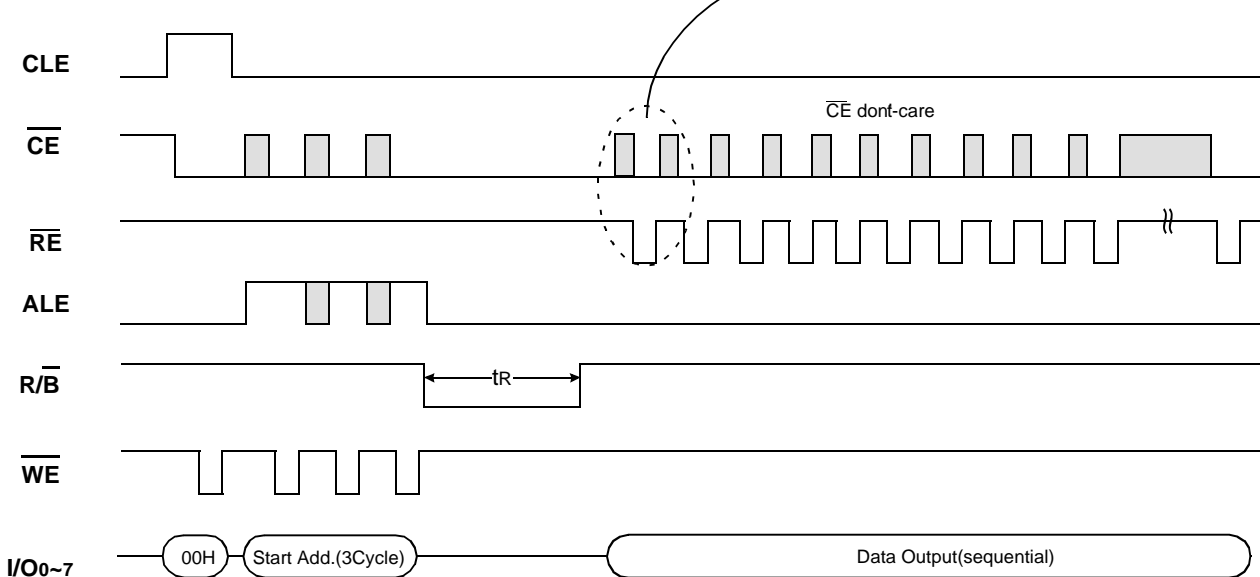 CLE
CE dont-care
CE
RE
ALE
R/B
tR
WE
I/O0~7
00H
Start Add.(3Cycle)
Data Output(sequential)